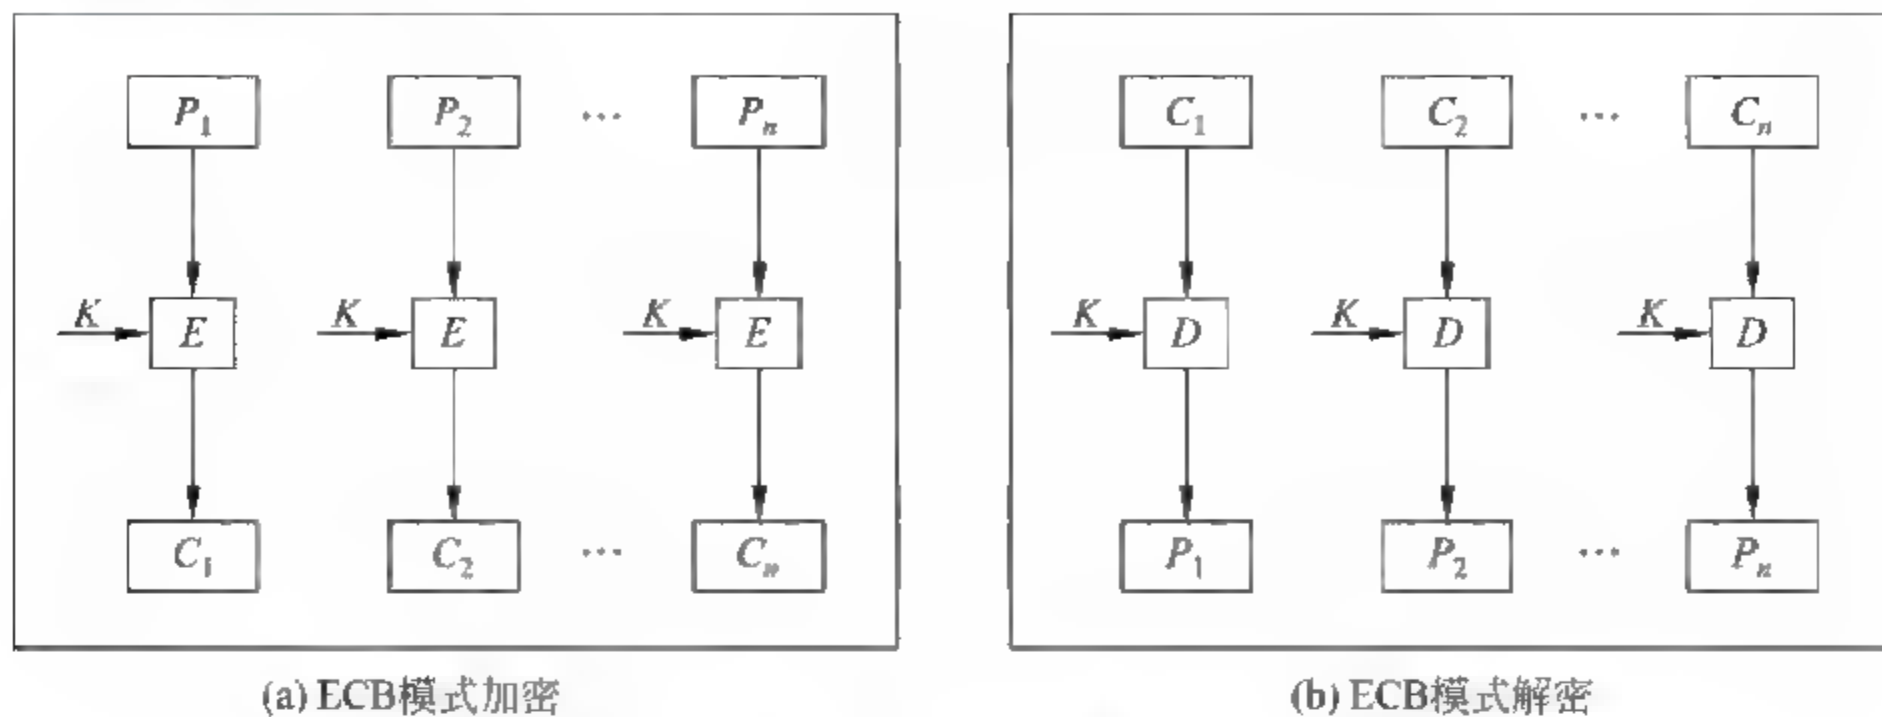 P₁ P₂ ... Pₙ C₁ C₂ ... Cₙ
K E K E K E K D K D K D
C₁ C₂ ... Cₙ P₁ P₂ ... Pₙ
(a) ECB模式加密 (b) ECB模式解密